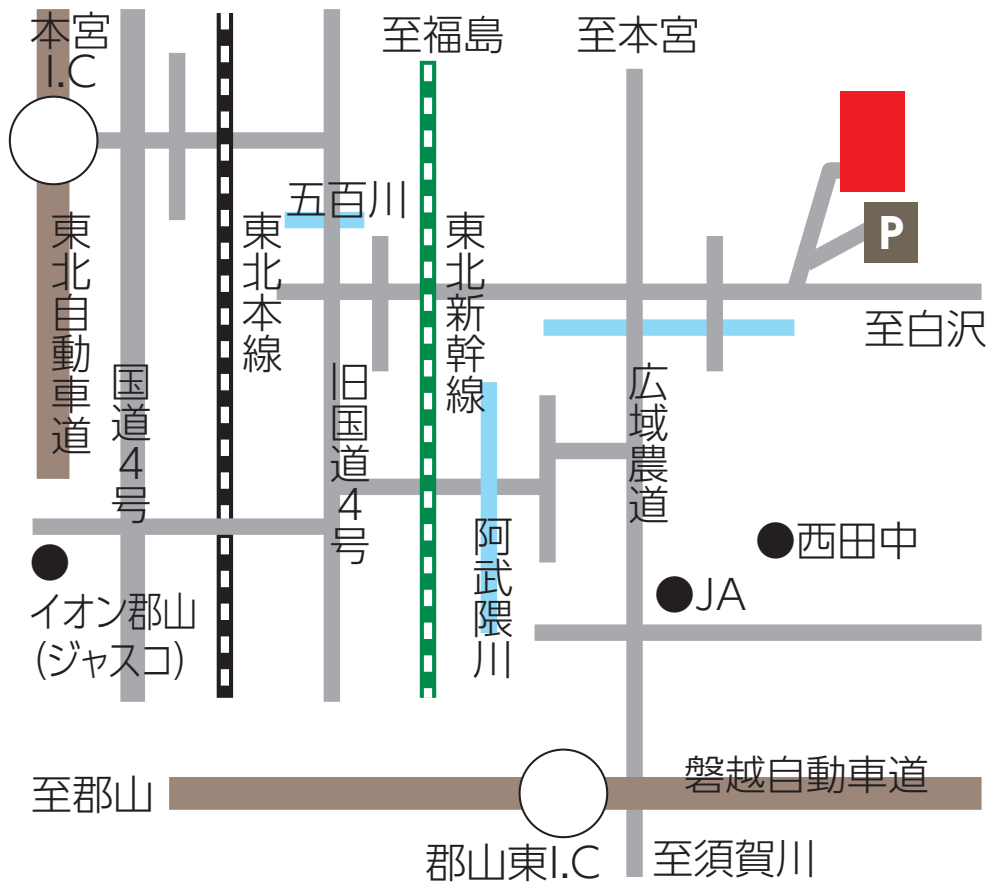 本宮
I.C
至福島
至本宮
P
五百川
東北自動車道
東北本線
東北新幹線
至白沢
国道4号
旧国道4号
広域農道
阿武隈川
西田中
JA
イオン郡山
(ジャスコ)
磐越自動車道
至郡山
郡山東I.C
至須賀川